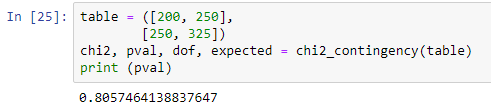 In [25]: table = ([200, 250],
[250, 325])
chi2, pval, dof, expected = chi2_contingency(table)
print (pval)
0.8057464138837647